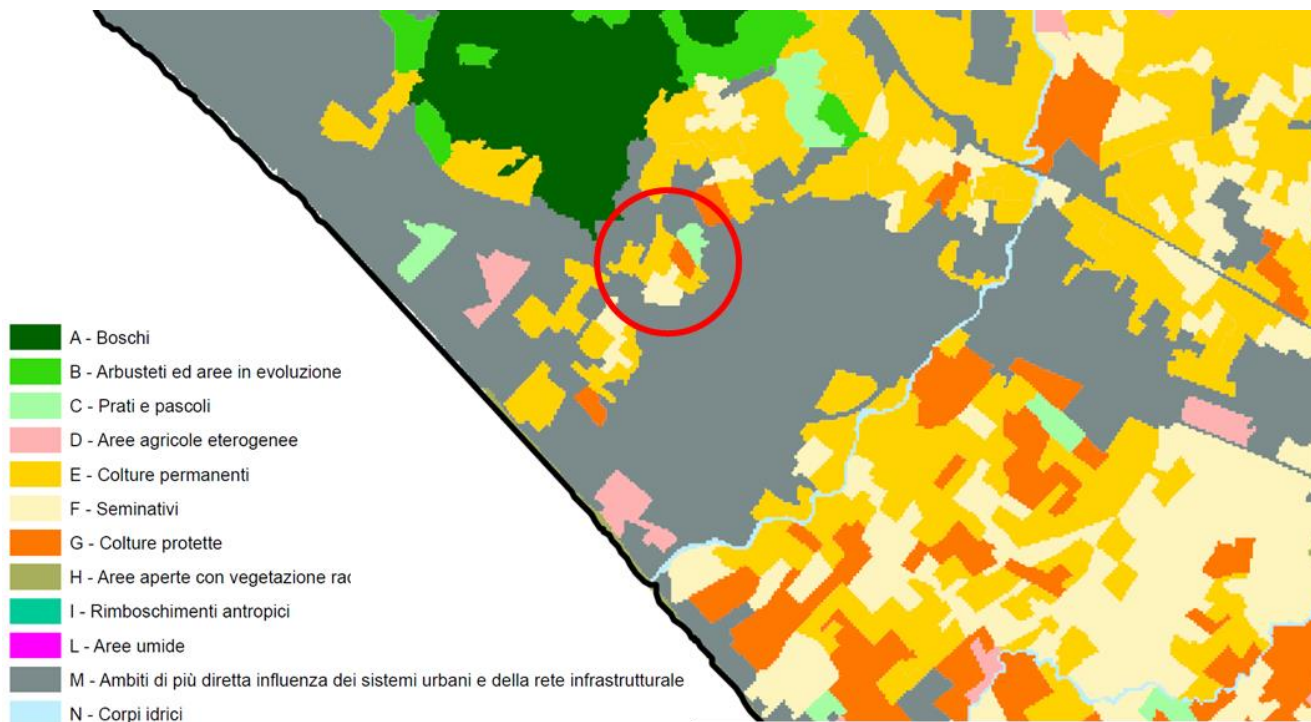 A - Boschi
B - Arbusteti ed aree in evoluzione
C - Prati e pascoli
D - Aree agricole eterogenee
E - Colture permanenti
F - Seminativi
G - Colture protette
H - Aree aperte con vegetazione
I - Rimboschimenti antropici
L - Aree umide
M - Ambiti di più diretta influenza dei sistemi urbani e della rete infrastrutturale
N - Corpi idrici